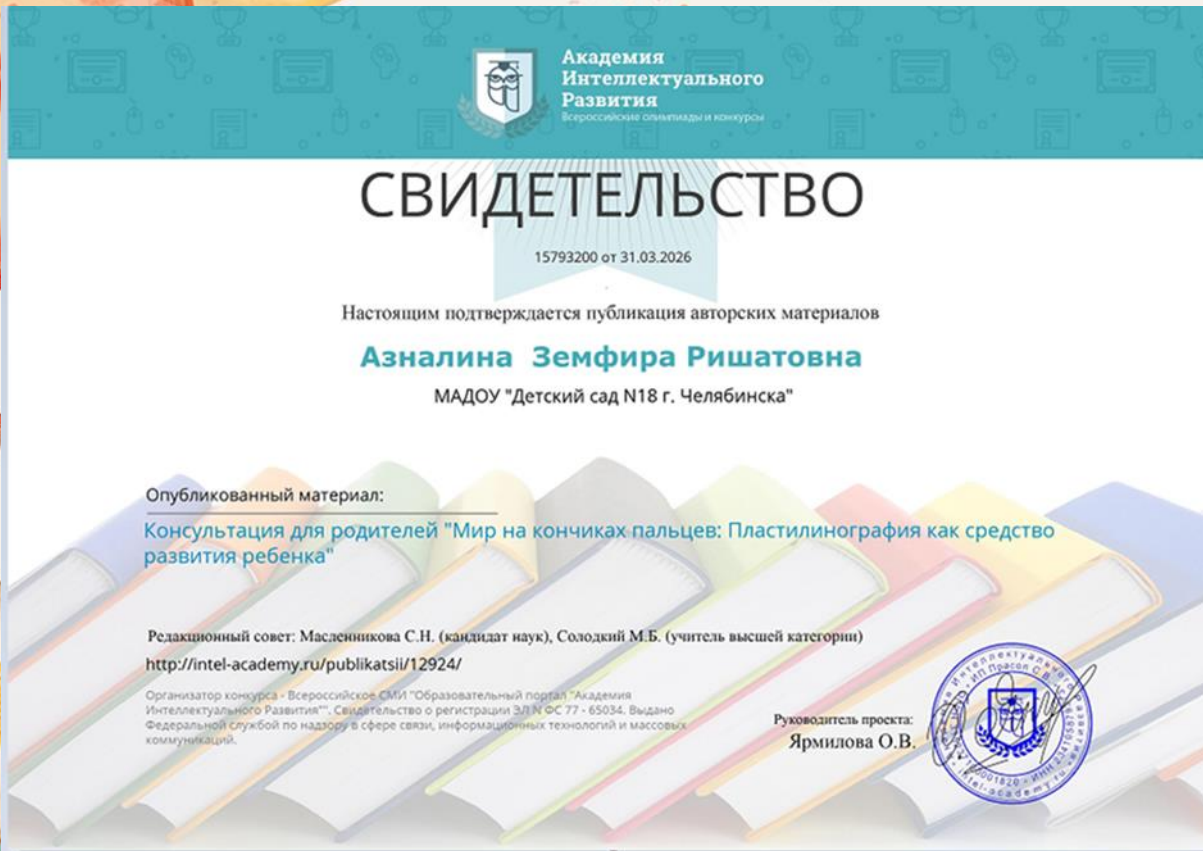 Академия
Интеллектуального
Развития
Всероссийские олимпиады и конкурсы
СВИДЕТЕЛЬСТВО
15793200 от 31.03.2026
Настоящим подтверждается публикация авторских материалов
Азналина Земфира Ришатовна
МАДОУ "Детский сад N18 г. Челябинска"
Опубликованный материал:
Консультация для родителей "Мир на кончиках пальцев: Пластилинография как средство
развития ребенка"
Редакционный совет: Масленникова С.Н. (кандидат наук), Солодкий М.Б. (учитель высшей категории)
http://intel-academy.ru/publikatsii/12924/
Организатор конкурса - Всероссийское СМИ "Образовательный портал "Академия
Интеллектуального Развития"". Свидетельство о регистрации ЭЛ N ФС 77 - 65034. Выдано
Федеральной службой по надзору в сфере связи, информационных технологий и массовых
коммуникаций.
Руководитель проекта:
Ярмилова О.В.